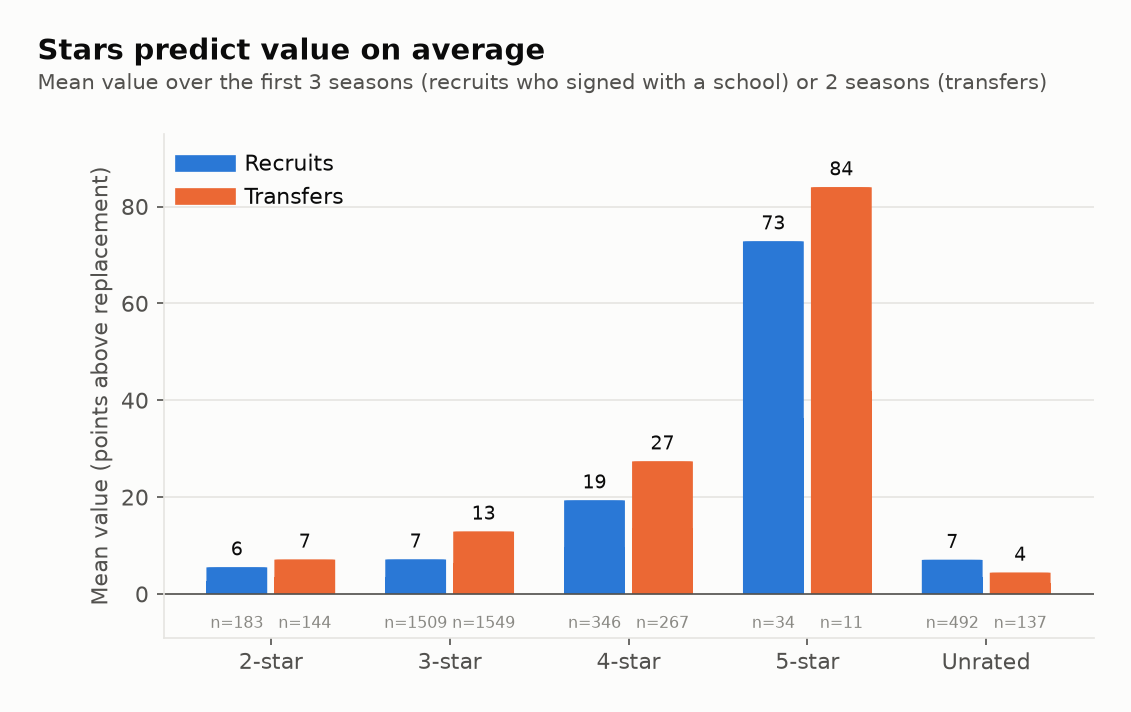 Stars predict value on average
Mean value over the first 3 seasons (recruits who signed with a school) or 2 seasons (transfers)
Recruits
Transfers
Mean value (points above replacement)
80
60
40
20
0
6
7
7
13
19
27
73
84
7
4
n=183 n=144 n=1509 n=1549 n=346 n=267 n=34 n=11 n=492 n=137
2-star 3-star 4-star 5-star Unrated